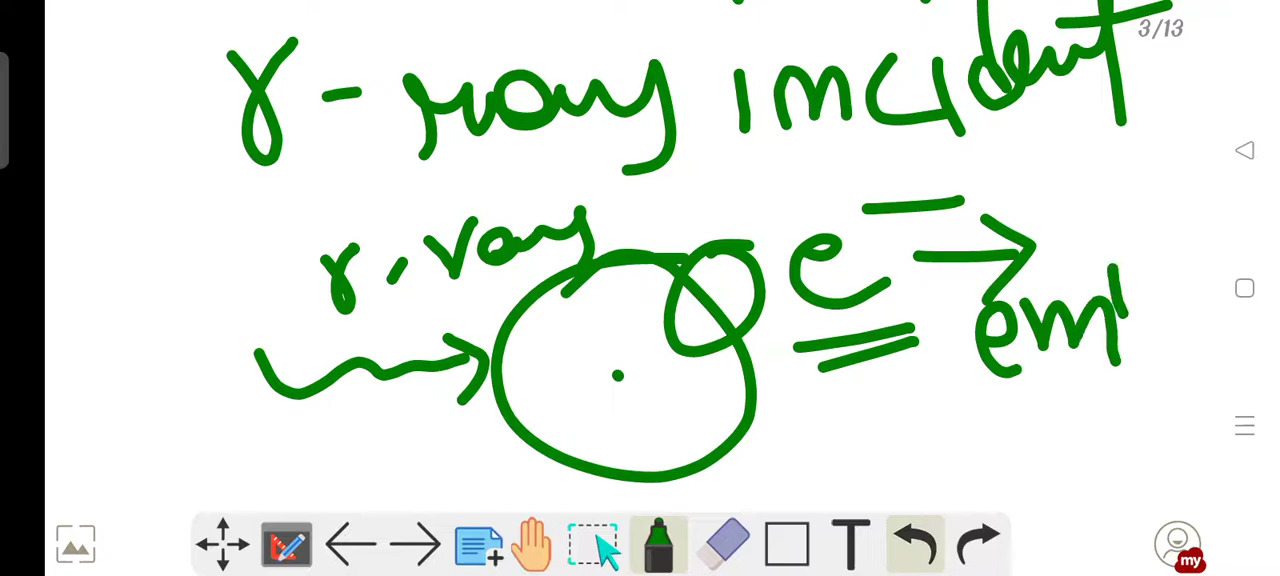 3/13
γ-ray incident
γ-ray e⁻ →
emi
T
my